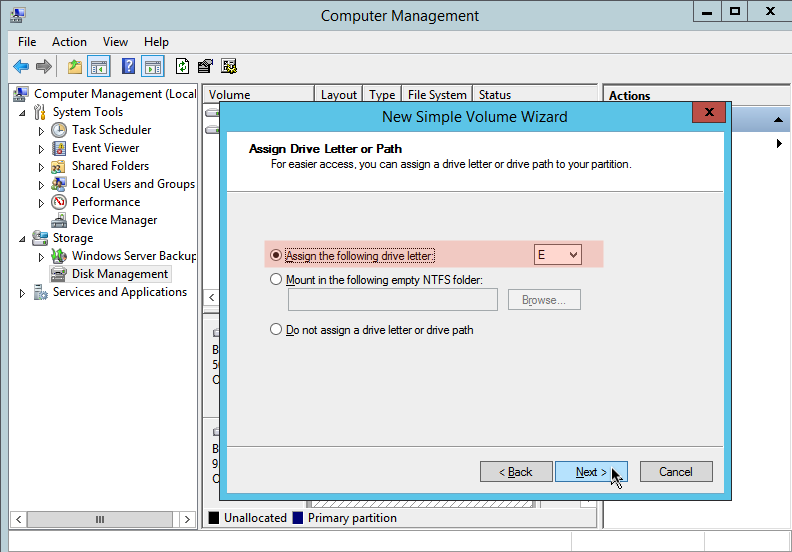 Computer Management
File Action View Help
Computer Management (Local
System Tools
Task Scheduler
Event Viewer
Shared Folders
Local Users and Groups
Performance
Device Manager
Storage
Windows Server Backup
Disk Management
Services and Applications
Volume Layout Type File System Status
Actions
New Simple Volume Wizard
Assign Drive Letter or Path
For easier access, you can assign a drive letter or drive path to your partition.
Assign the following drive letter: E
Mount in the following empty NTFS folder:
Browse...
Do not assign a drive letter or drive path
< Back Next > Cancel
Unallocated Primary partition